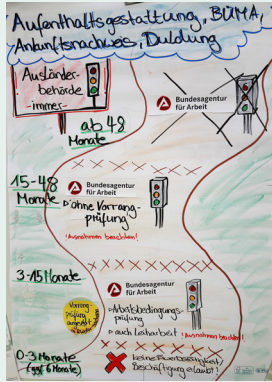 Aufenthaltsgestattung, BÜMA,
Ankunftsnachweis, Duldung
Ausländer-
behörde
-immer-
Bundesagentur
für Arbeit
ab 48
Monate
15-48
Monate
Bundesagentur
für Arbeit
ohne Vorrang-
prüfung
!Ausnahmen beachten!
3-15 Monate
Bundesagentur
für Arbeit
Vorrang-
Prüfung
Arbeitsbedingungs-
prüfung
auch Leiharbeit
!Ausnahmen beachten!
0-3 Monate
(ggf. 6 Monate)
keine Erwerbstätigkeit/
Beschäftigung erlaubt!